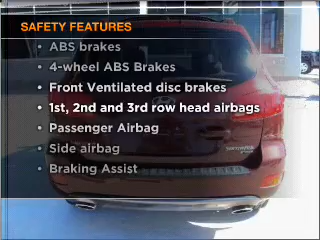 SAFETY FEATURES
• ABS brakes
• 4-wheel ABS Brakes
• Front Ventilated disc brakes
• 1st, 2nd and 3rd row head airbags
• Passenger Airbag
• Side airbag
• Braking Assist